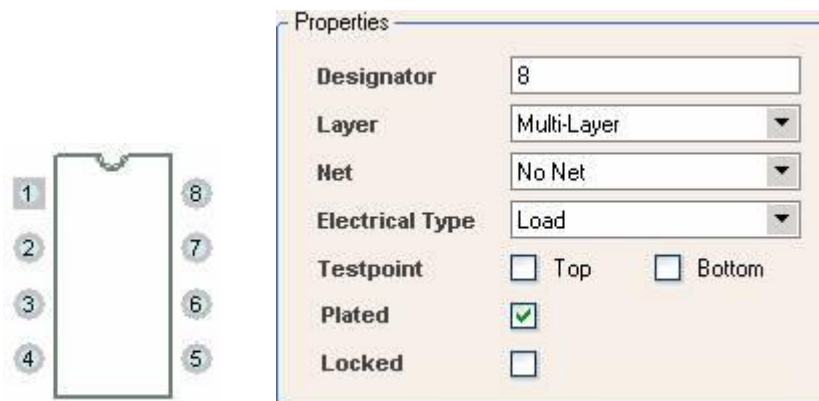 1
2
3
4
8
7
6
5
Properties
Designator 8
Layer Multi-Layer
Net No Net
Electrical Type Load
Testpoint Top Bottom
Plated
Locked